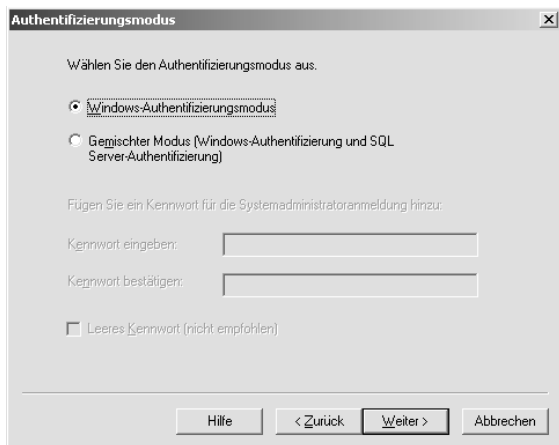 Authentifizierungsmodus
Wählen Sie den Authentifizierungsmodus aus.
Windows-Authentifizierungsmodus
Gemischter Modus (Windows-Authentifizierung und SQL
Server-Authentifizierung)
Fügen Sie ein Kennwort für die Systemadministratoranmeldung hinzu:
Kennwort eingeben:
Kennwort bestätigen:
Leeres Kennwort (nicht empfohlen)
Hilfe
< Zurück
Weiter >
Abbrechen